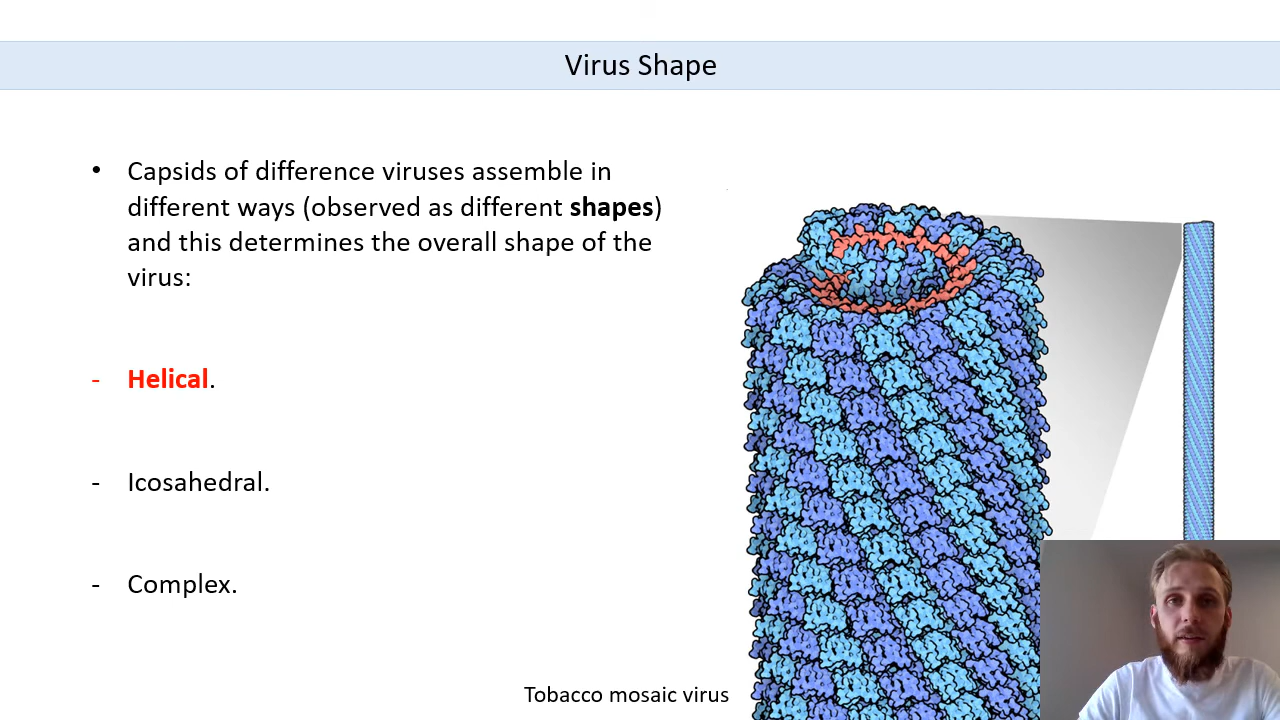 Virus Shape
• Capsids of difference viruses assemble in
different ways (observed as different shapes)
and this determines the overall shape of the
virus:
- Helical.
- Icosahedral.
- Complex.
Tobacco mosaic virus